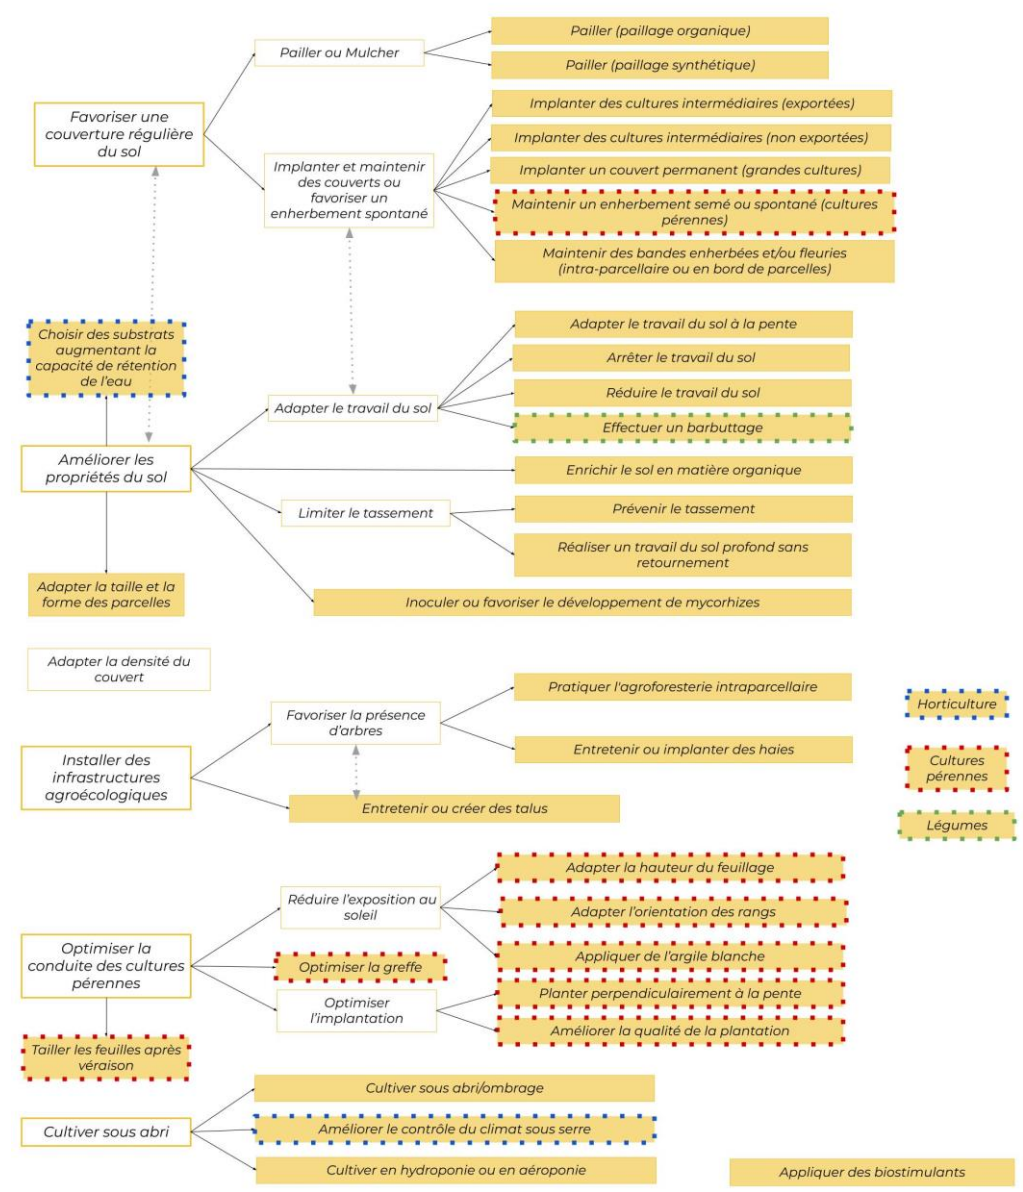 Pailler (paillage organique)
Pailler ou Mulcher
Pailler (paillage synthétique)
Favoriser une
couverture régulière
du sol
Implanter des cultures intermédiaires (exportées)
Implanter des cultures intermédiaires (non exportées)
Implanter et maintenir
des couverts ou
favoriser un
enherbement spontané
Implanter un couvert permanent (grandes cultures)
Maintenir un enherbement semé ou spontané (cultures
pérennes)
Maintenir des bandes enherbées et/ou fleuries
(intra-parcellaire ou en bord de parcelles)
Choisir des substrats
augmentant la
capacité de rétention
de l'eau
Adapter le travail du sol à la pente
Arrêter le travail du sol
Adapter le travail du sol
Réduire le travail du sol
Effectuer un barbuttage
Améliorer les
propriétés du sol
Enrichir le sol en matière organique
Limiter le tassement
Prévenir le tassement
Réaliser un travail du sol profond sans
retournement
Adapter la taille et la
forme des parcelles
Inoculer ou favoriser le développement de mycorhizes
Adapter la densité du
couvert
Favoriser la présence
d'arbres
Pratiquer l'agroforesterie intraparcellaire
Horticulture
Installer des
infrastructures
agroécologiques
Entretenir ou implanter des haies
Cultures
pérennes
Entretenir ou créer des talus
Légumes
Réduire l'exposition au
soleil
Adapter la hauteur du feuillage
Adapter l'orientation des rangs
Optimiser la
conduite des cultures
pérennes
Optimiser la greffe
Appliquer de l'argile blanche
Optimiser
l'implantation
Planter perpendiculairement à la pente
Améliorer la qualité de la plantation
Tailler les feuilles après
véraison
Cultiver sous abri/ombrage
Cultiver sous abri
Améliorer le contrôle du climat sous serre
Cultiver en hydroponie ou en aéroponie
Appliquer des biostimulants